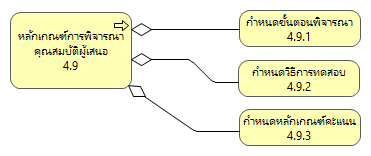 หลักเกณฑ์การพิจารณา
คุณสมบัติผู้เสนอ
4.9
กำหนดขั้นตอนพิจารณา
4.9.1
กำหนดวิธีการทดสอบ
4.9.2
กำหนดหลักเกณฑ์คะแนน
4.9.3